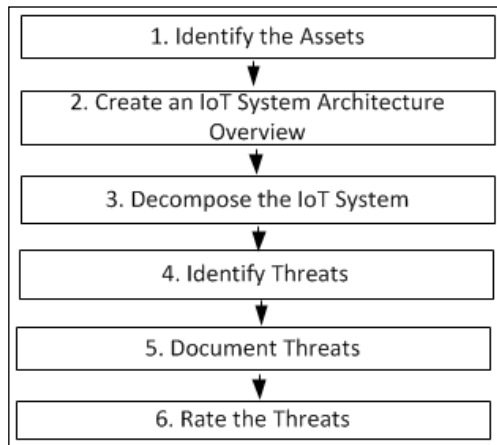 1. Identify the Assets
2. Create an IoT System Architecture
Overview
3. Decompose the IoT System
4. Identify Threats
5. Document Threats
6. Rate the Threats